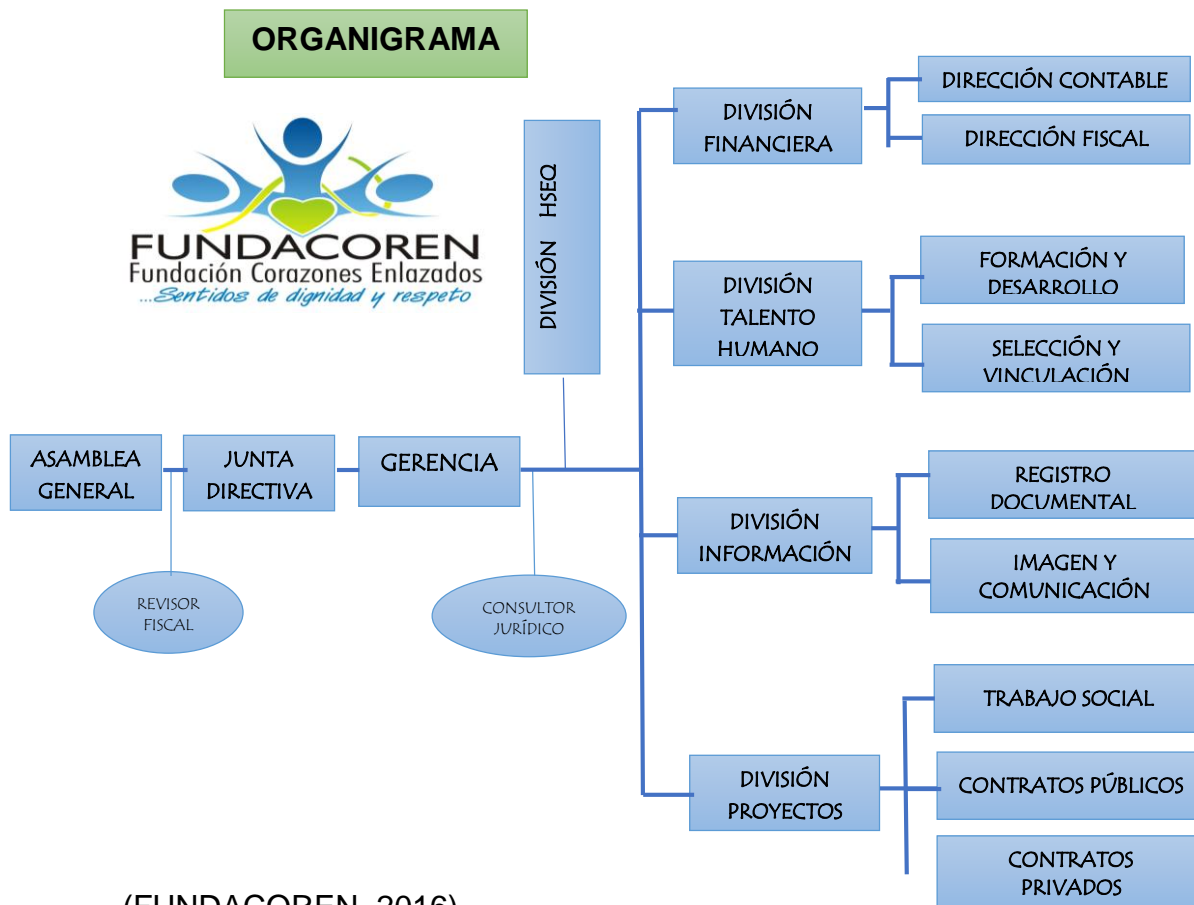 ORGANIGRAMA
FUNDACOREN
Fundación Corazones Enlazados
...Sentidos de dignidad y respeto
DIVISIÓN HSEQ
ASAMBLEA
GENERAL
JUNTA
DIRECTIVA
GERENCIA
REVISOR
FISCAL
CONSULTOR
JURÍDICO
DIVISIÓN
FINANCIERA
DIRECCIÓN CONTABLE
DIRECCIÓN FISCAL
DIVISIÓN
TALENTO
HUMANO
FORMACIÓN Y
DESARROLLO
SELECCIÓN Y
VINCULACIÓN
DIVISIÓN
INFORMACIÓN
REGISTRO
DOCUMENTAL
IMAGEN Y
COMUNICACIÓN
DIVISIÓN
PROYECTOS
TRABAJO SOCIAL
CONTRATOS PÚBLICOS
CONTRATOS
PRIVADOS
(FUNDACOREN, 2016)